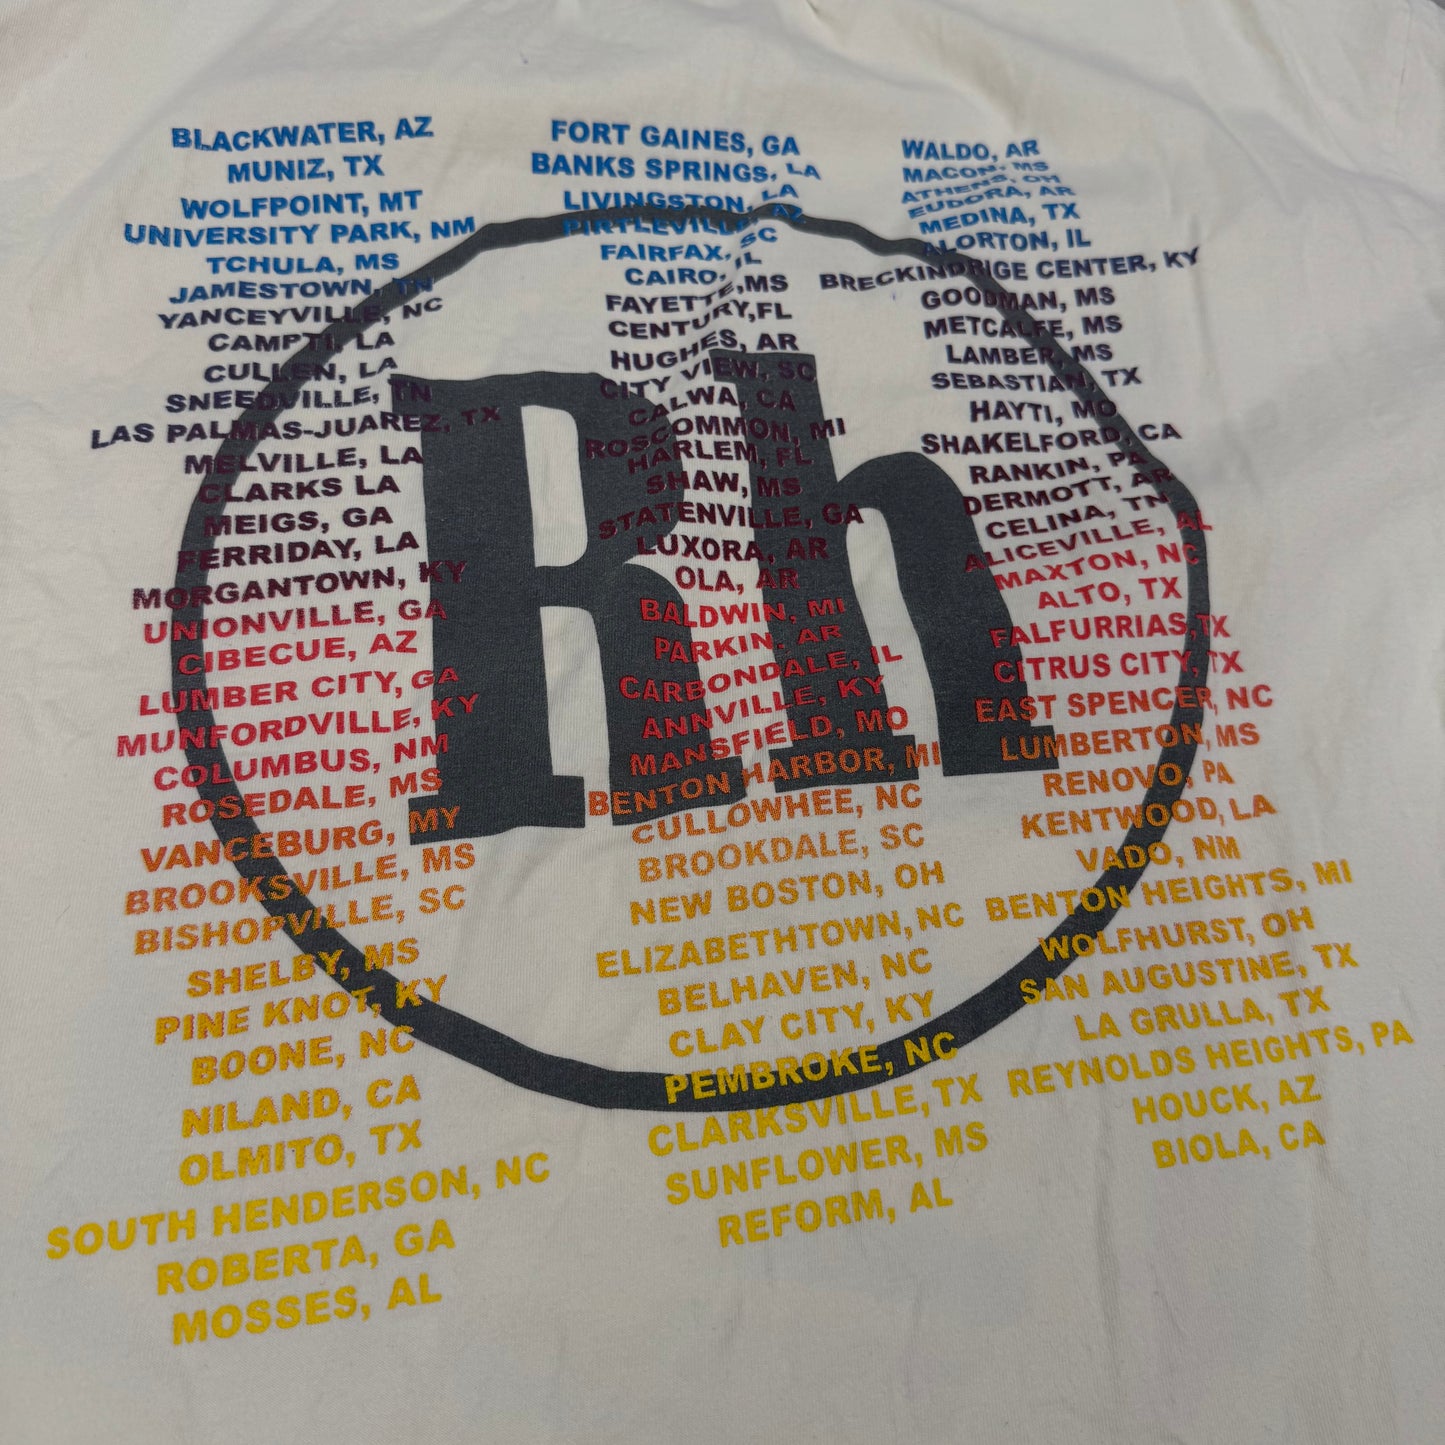 BLACKWATER, AZ
MUNIZ, TX
WOLFPOINT, MT
UNIVERSITY PARK, NM
TCHULA, MS
JAMESTOWN, TN
YANCEYVILLE, NC
CAMPTI, LA
CULLEN, LA
SNEEDVILLE, TN
LAS PALMAS-JUAREZ, TX
MELVILLE, LA
CLARKS LA
MEIGS, GA
FERRIDAY, LA
MORGANTOWN, KY
UNIONVILLE, GA
CIBECUE, AZ
LUMBER CITY, GA
MUNFORDVILLE, KY
COLUMBUS, NM
ROSEDALE, MS
VANCEBURG, MY
BROOKSVILLE, MS
BISHOPVILLE, SC
SHELBY, MS
PINE KNOT, KY
BOONE, NC
NILAND, CA
OLMITO, TX
SOUTH HENDERSON, NC
ROBERTA, GA
MOSSES, AL
FORT GAINES, GA
BANKS SPRINGS, LA
LIVINGSTON, LA
PIRTLEVILLE, AZ
FAIRFAX, SC
CAIRO, IL
FAYETTE,MS
CENTURY,FL
HUGHES, AR
CITY VIEW, SC
CALWA, CA
ROSCOMMON, MI
HARLEM, FL
SHAW, MS
STATENVILLE, GA
LUXORA, AR
OLA, AR
BALDWIN, MI
PARKIN, AR
CARBONDALE, IL
ANNVILLE, KY
MANSFIELD, MO
BENTON HARBOR, MI
CULLOWHEE, NC
BROOKDALE, SC
NEW BOSTON, OH
ELIZABETHTOWN, NC
BELHAVEN, NC
CLAY CITY, KY
PEMBROKE, NC
CLARKSVILLE, TX
SUNFLOWER, MS
REFORM, AL
WALDO, AR
MACON, MS
ATHENS, OH
EUDORA, AR
MEDINA, TX
ALORTON, IL
BRECKINDRIGE CENTER, KY
GOODMAN, MS
METCALFE, MS
LAMBER, MS
SEBASTIAN, TX
HAYTI, MO
SHAKELFORD, CA
RANKIN, PA
DERMOTT, AR
CELINA, TN
ALICEVILLE, AL
MAXTON, NC
ALTO, TX
FALFURRIAS,TX
CITRUS CITY, TX
EAST SPENCER, NC
LUMBERTON, MS
RENOVO, PA
KENTWOOD, LA
VADO, NM
BENTON HEIGHTS, MI
WOLFHURST, OH
SAN AUGUSTINE, TX
LA GRULLA, TX
REYNOLDS HEIGHTS, PA
HOUCK, AZ
BIOLA, CA
Rh